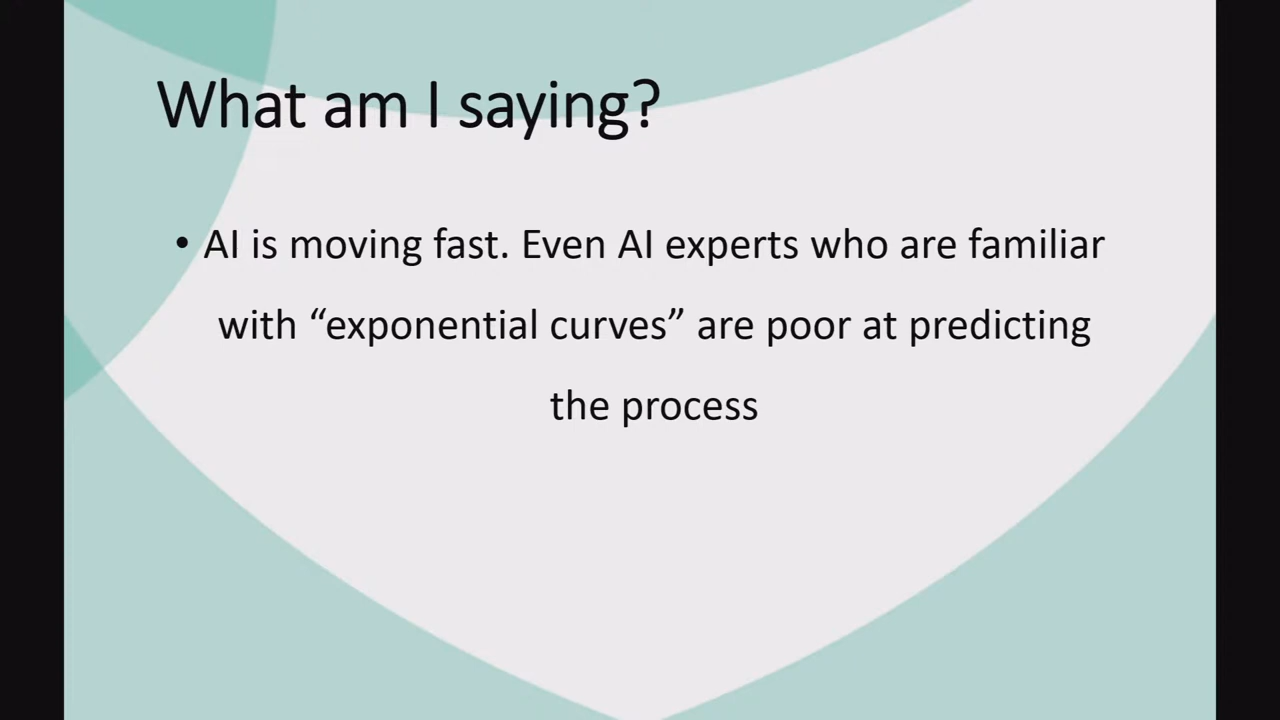 What am I saying?
• AI is moving fast. Even AI experts who are familiar
with “exponential curves” are poor at predicting
the process